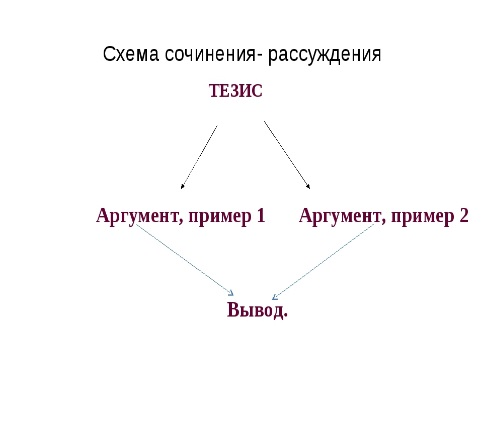 Схема сочинения- рассуждения
ТЕЗИС
Аргумент, пример 1
Аргумент, пример 2
Вывод.